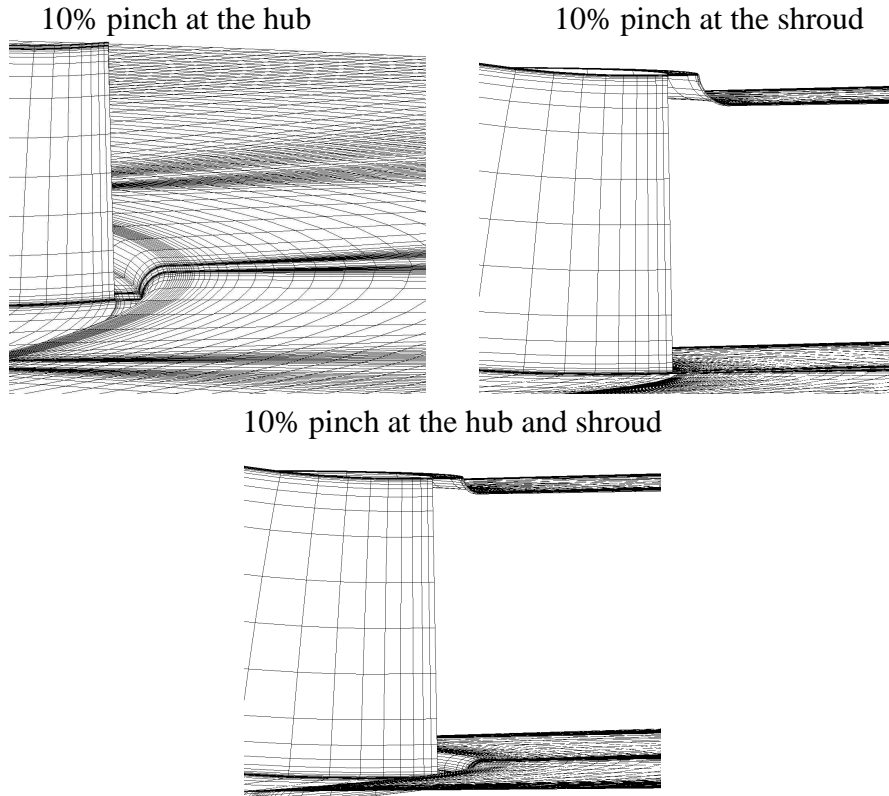 10% pinch at the hub
10% pinch at the shroud
10% pinch at the hub and shroud